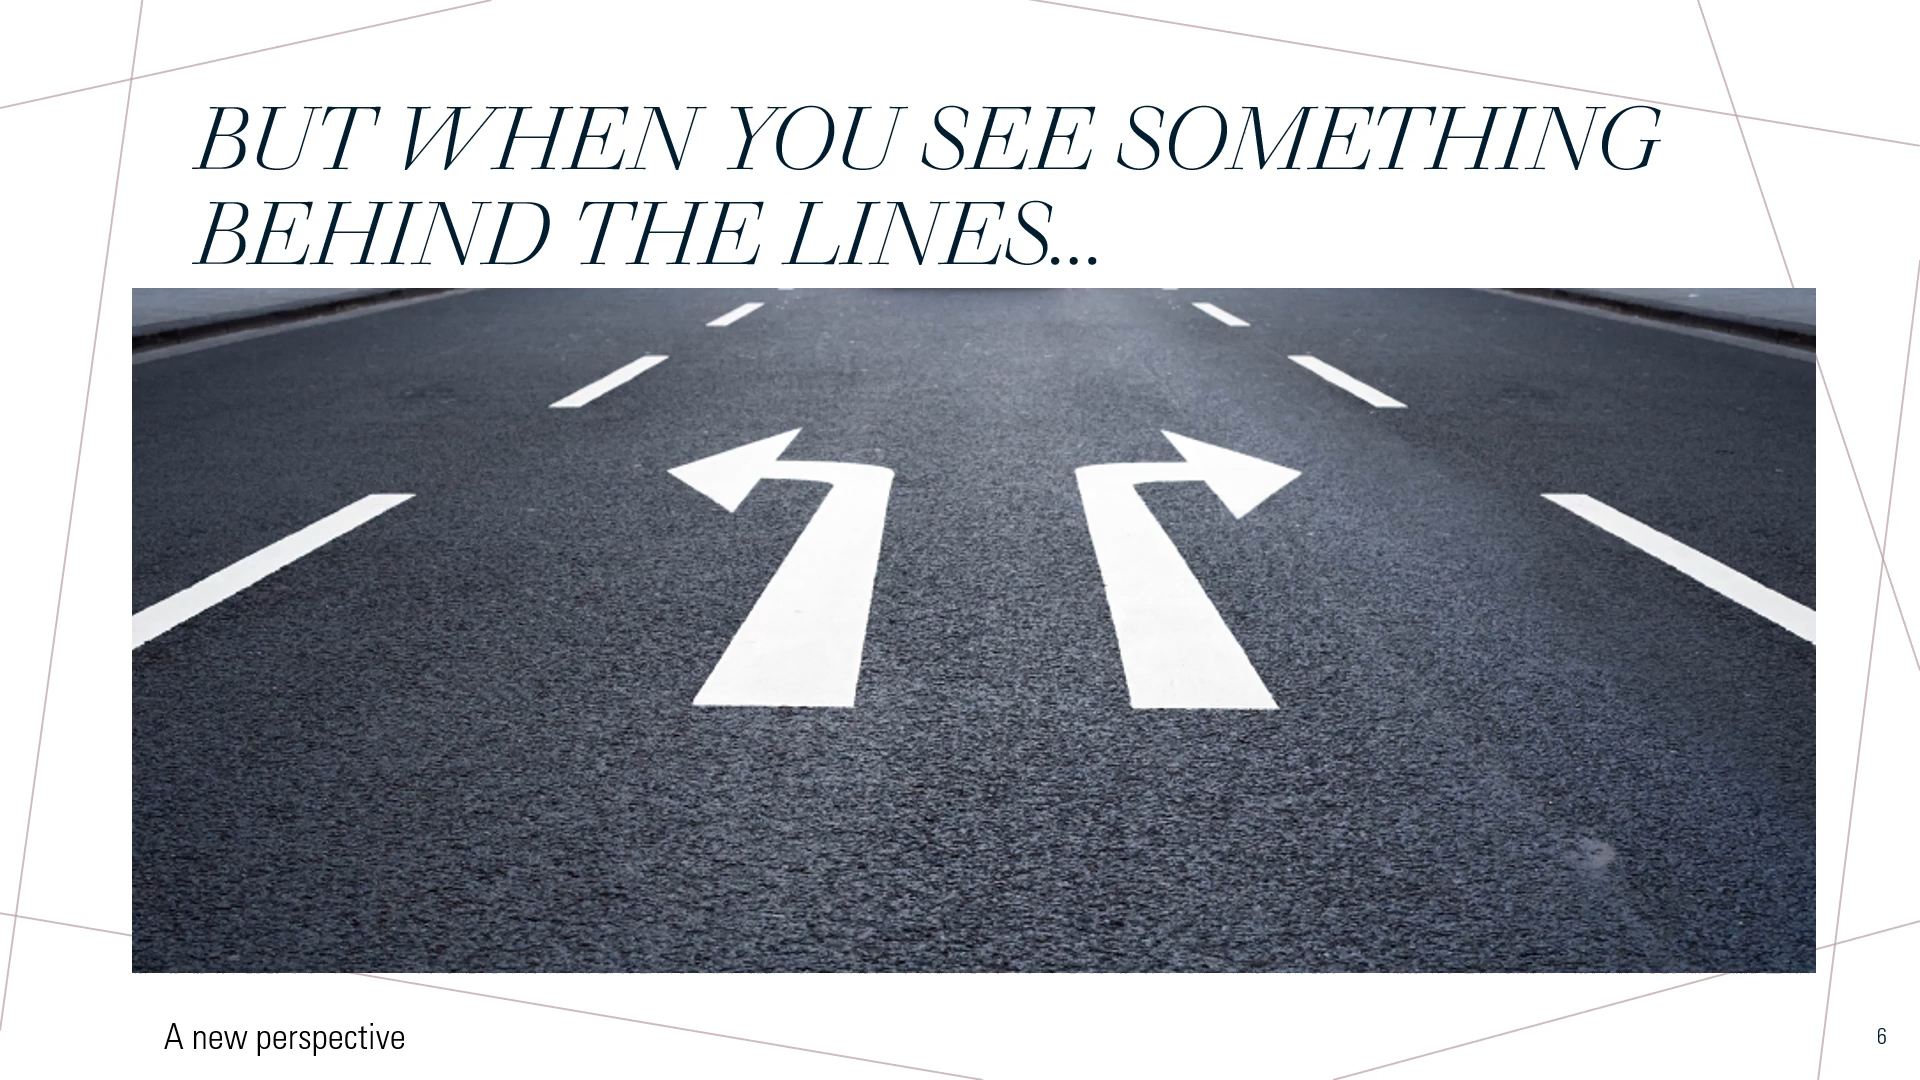 BUT WHEN YOU SEE SOMETHING
BEHIND THE LINES...
A new perspective
6